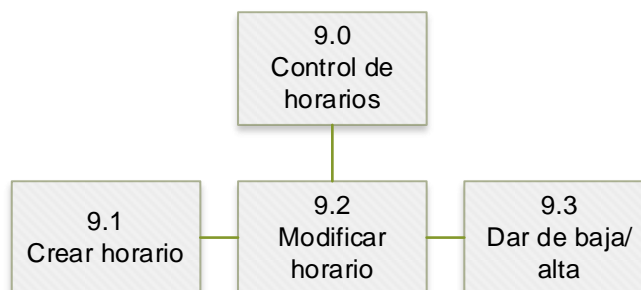 9.0
Control de
horarios
9.1
Crear horario
9.2
Modificar
horario
9.3
Dar de baja/
alta